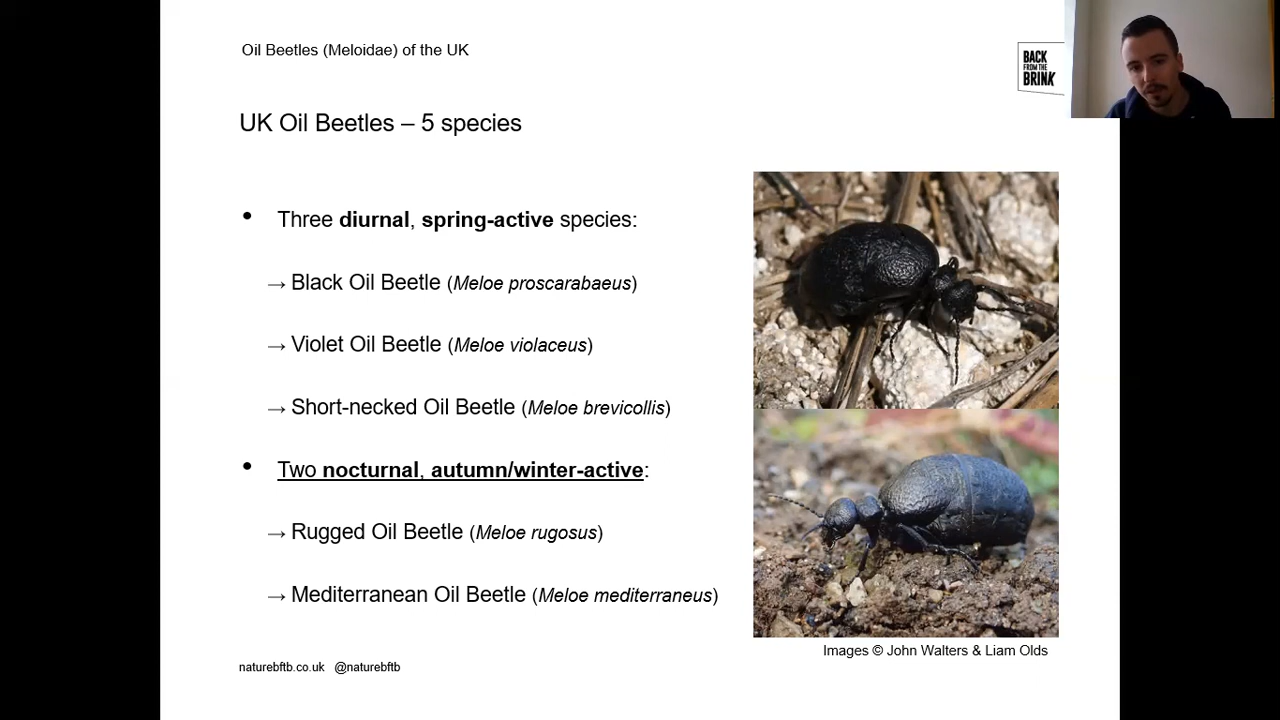 Oil Beetles (Meloidae) of the UK
BACK
FROM THE
BRINK
UK Oil Beetles – 5 species
• Three diurnal, spring-active species:
→ Black Oil Beetle (Meloe proscarabaeus)
→ Violet Oil Beetle (Meloe violaceus)
→ Short-necked Oil Beetle (Meloe brevicollis)
• Two nocturnal, autumn/winter-active:
→ Rugged Oil Beetle (Meloe rugosus)
→ Mediterranean Oil Beetle (Meloe mediterraneus)
Images © John Walters & Liam Olds
naturebftb.co.uk @naturebftb